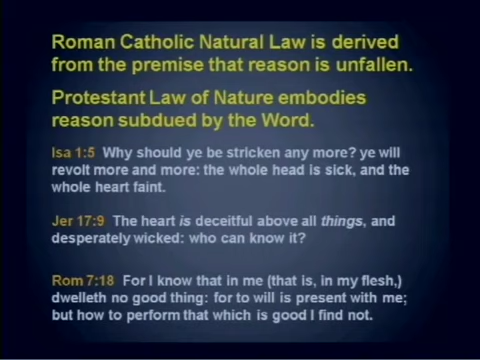 Roman Catholic Natural Law is derived
from the premise that reason is unfallen.
Protestant Law of Nature embodies
reason subdued by the Word.
Isa 1:5 Why should ye be stricken any more? ye will
revolt more and more: the whole head is sick, and the
whole heart faint.
Jer 17:9 The heart is deceitful above all things, and
desperately wicked: who can know it?
Rom 7:18 For I know that in me (that is, in my flesh,)
dwelleth no good thing: for to will is present with me;
but how to perform that which is good I find not.